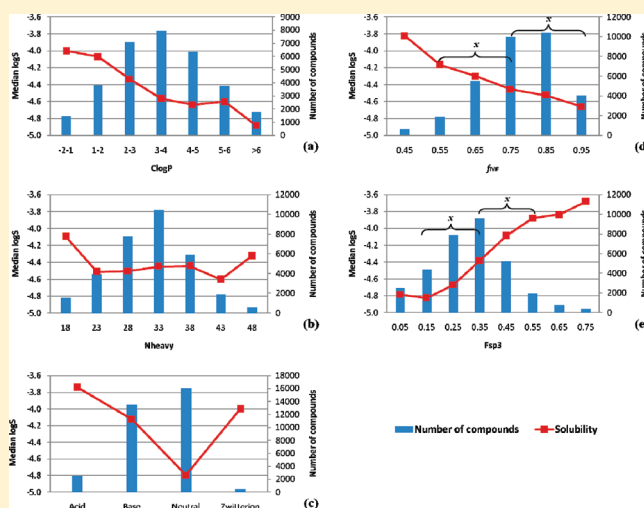 -3.6 9000
-3.8 8000
-4.0 7000
6000
-4.2 5000
-4.4 4000
-4.6 3000
2000
-4.8 1000
-5.0 0
Median logS
Number of compounds
-2-1 1-2 2-3 3-4 4-5 5-6 >6
ClogP
(a)
-3.6 12000
-3.8 10000
-4.0 8000
-4.2
-4.4 6000
-4.6 4000
-4.8 2000
-5.0 0
Median logS
Number of compounds
x x
0.45 0.55 0.65 0.75 0.85 0.95
(d)
-3.6 12000
-3.8 10000
-4.0 8000
-4.2
-4.4 6000
-4.6 4000
-4.8 2000
-5.0 0
Median logS
Number of compounds
18 23 28 33 38 43 48
Nheavy
(b)
-3.6 12000
-3.8 10000
-4.0 8000
-4.2
-4.4 6000
-4.6 4000
-4.8 2000
-5.0 0
Median logS
Number of compounds
x x
0.05 0.15 0.25 0.35 0.45 0.55 0.65 0.75
Fsp3
(e
-3.6 18000
16000
-3.8 14000
-4.0 12000
-4.2 10000
-4.4 8000
6000
-4.6 4000
-4.8 2000
-5.0 0
Median logS
Number of compounds
Acid Base Neutral Zwitterion
(c)
Number of compounds Solubility